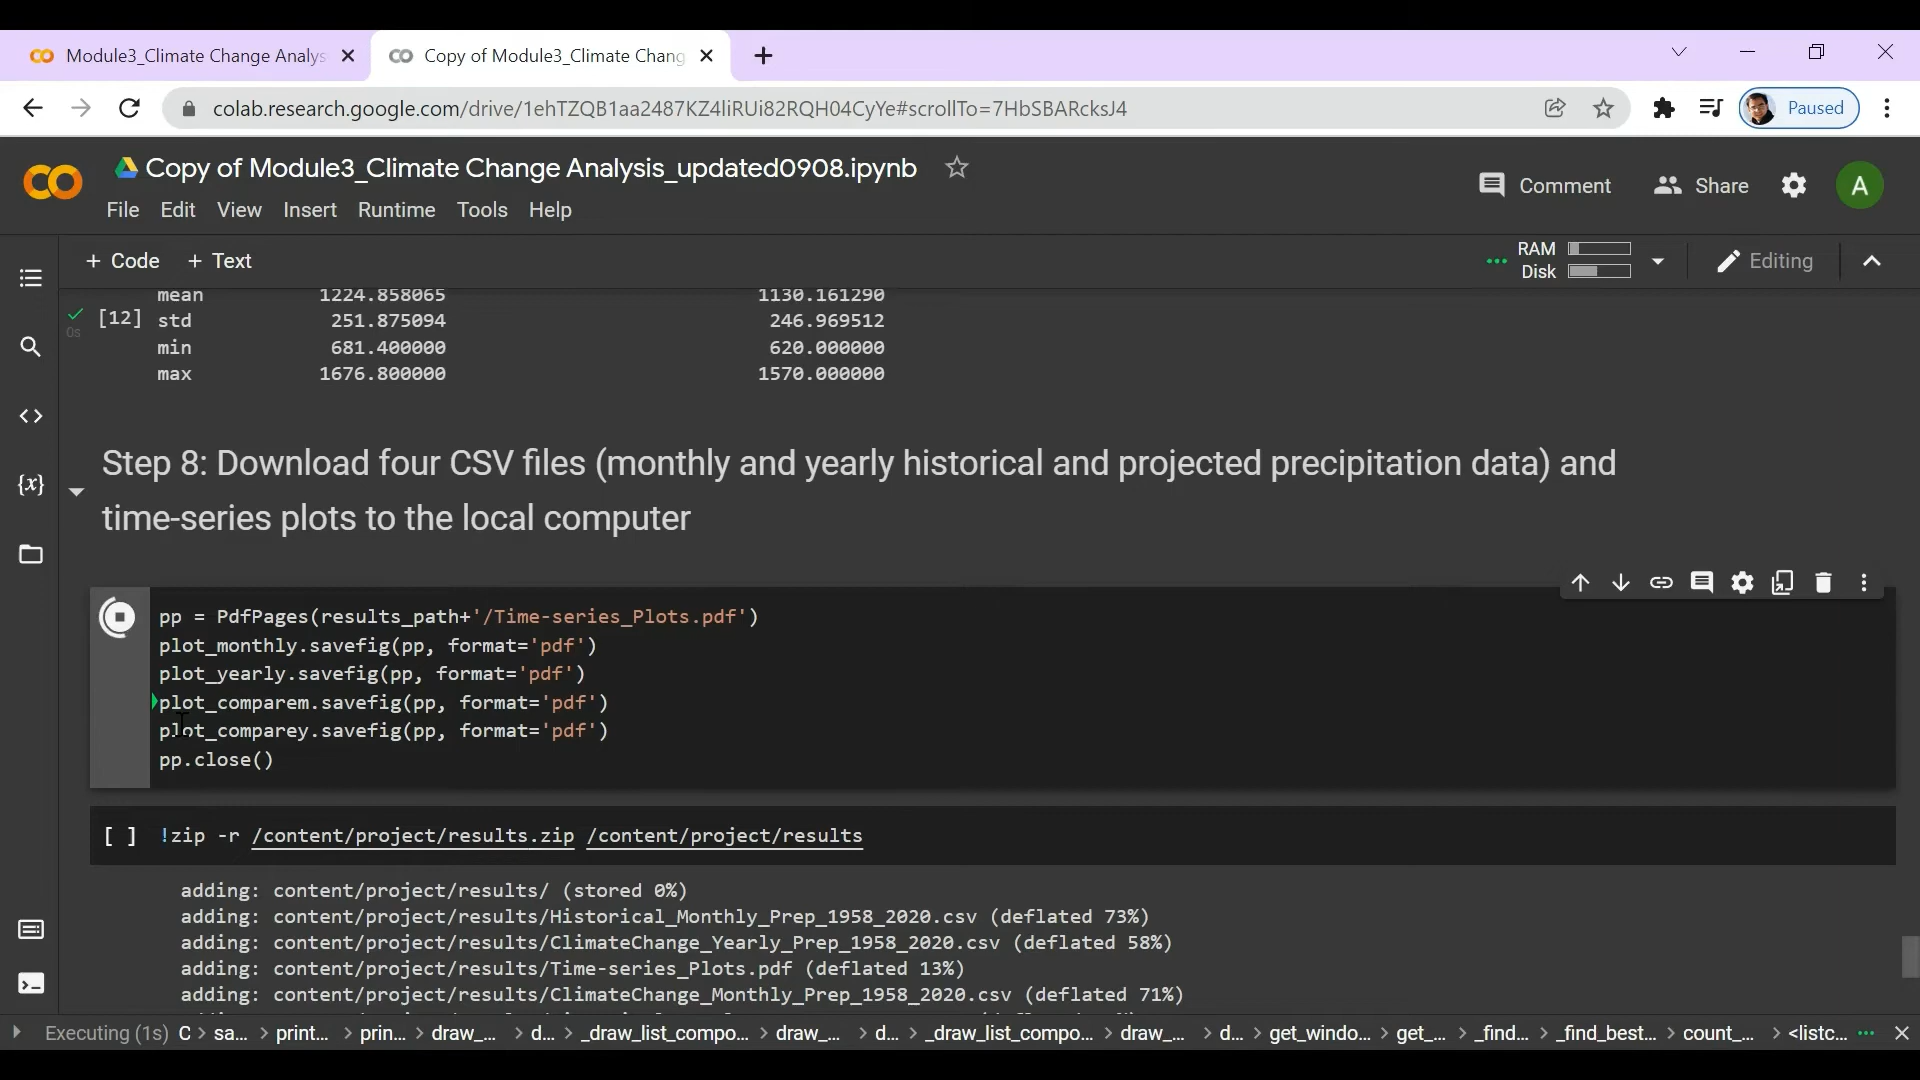 Module3_Climate Change Analys
Copy of Module3_Climate Chang
colab.research.google.com/drive/1ehTZQB1aa2487KZ4liRUi82RQH04CyYe#scrollTo=7HbSBARcksJ4
Paused
Copy of Module3_Climate Change Analysis_updated0908.ipynb
Comment
Share
A
File Edit View Insert Runtime Tools Help
+ Code + Text
RAM
Disk
Editing
mean 1224.858065 1130.161290
[12] std 251.875094 246.969512
0s
min 681.400000 620.000000
max 1676.800000 1570.000000
Step 8: Download four CSV files (monthly and yearly historical and projected precipitation data) and
time-series plots to the local computer
pp = PdfPages(results_path+'/Time-series_Plots.pdf')
plot_monthly.savefig(pp, format='pdf')
plot_yearly.savefig(pp, format='pdf')
plot_comparem.savefig(pp, format='pdf')
plot_comparey.savefig(pp, format='pdf')
pp.close()
[ ] !zip -r /content/project/results.zip /content/project/results
adding: content/project/results/ (stored 0%)
adding: content/project/results/Historical_Monthly_Prep_1958_2020.csv (deflated 73%)
adding: content/project/results/ClimateChange_Yearly_Prep_1958_2020.csv (deflated 58%)
adding: content/project/results/Time-series_Plots.pdf (deflated 13%)
adding: content/project/results/ClimateChange_Monthly_Prep_1958_2020.csv (deflated 71%)
Executing (1s) C > sa... > print... > prin... > draw_... > d... > _draw_list_compo... > draw_... > d... > _draw_list_compo... > draw_... > d... > get_windo... > get_... > _find... > _find_best... > count_... > <listc...